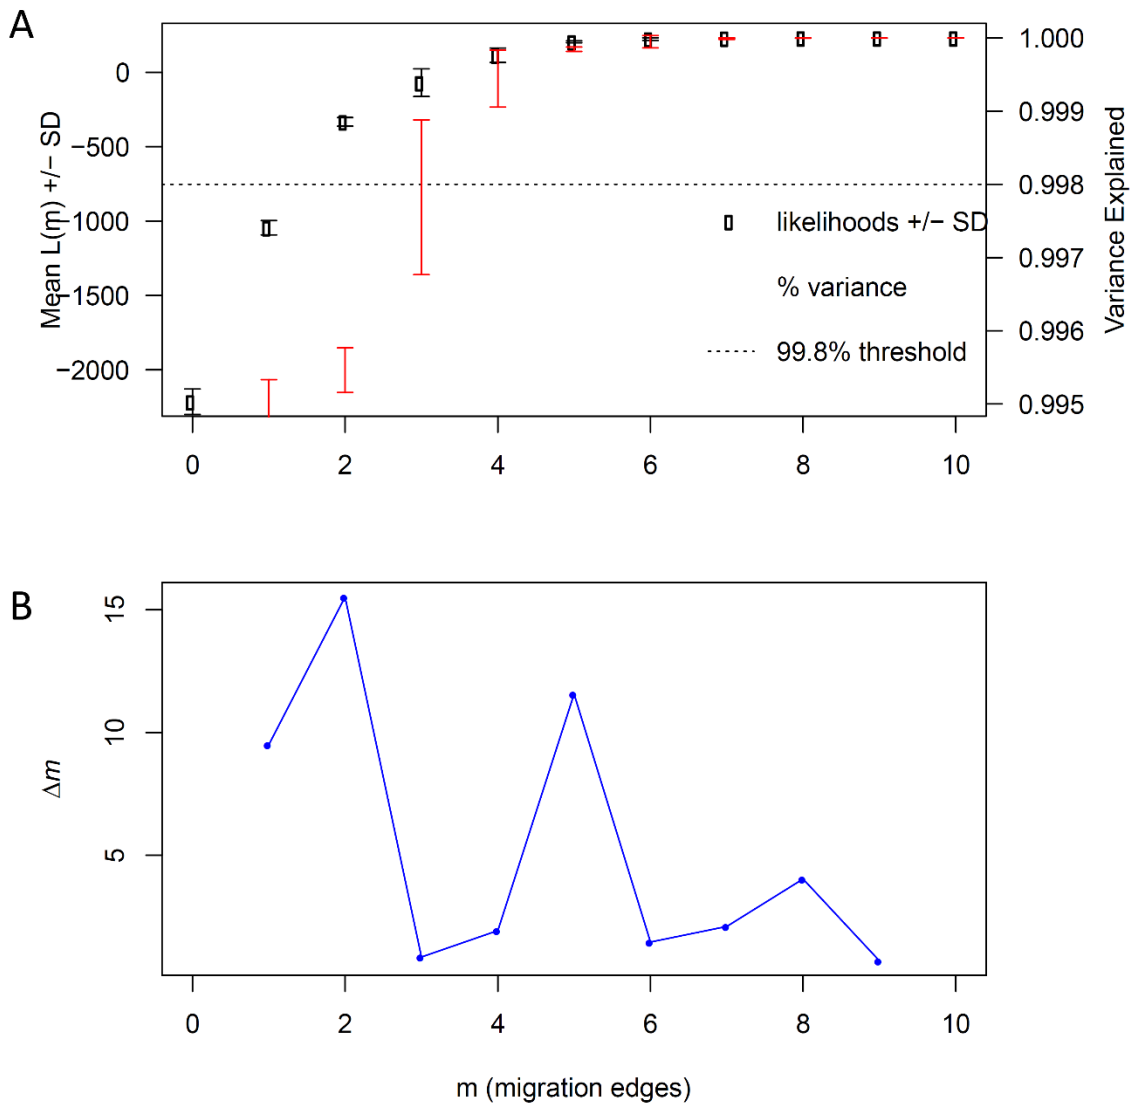 A
Mean L(m) +/− SD
0
−500
−1000
−1500
−2000
1.000
0.999
0.998
0.997
0.996
0.995
Variance Explained
likelihoods +/− SD
% variance
99.8% threshold
0 2 4 6 8 10
B
Δm
15
10
5
0 2 4 6 8 10
m (migration edges)